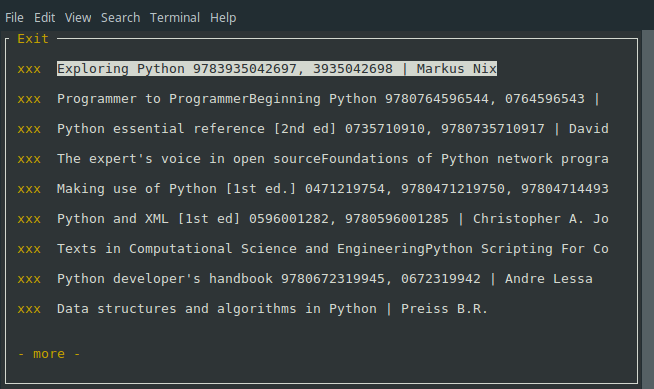 File Edit View Search Terminal Help
Exit
xxx Exploring Python 9783935042697, 3935042698 | Markus Nix
xxx Programmer to ProgrammerBeginning Python 9780764596544, 0764596543 |
xxx Python essential reference [2nd ed] 0735710910, 9780735710917 | David
xxx The expert's voice in open sourceFoundations of Python network progra
xxx Making use of Python [1st ed.] 0471219754, 9780471219750, 97804714493
xxx Python and XML [1st ed] 0596001282, 9780596001285 | Christopher A. Jo
xxx Texts in Computational Science and EngineeringPython Scripting For Co
xxx Python developer's handbook 9780672319945, 0672319942 | Andre Lessa
xxx Data structures and algorithms in Python | Preiss B.R.
- more -